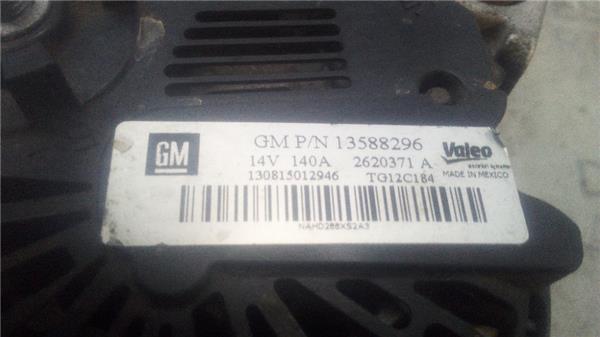 GM
GM P/N 13588296
14V 140A 2620371 A
130815012946 TG12C184
Valeo
MADE IN MEXICO
NAHD288XS2A3